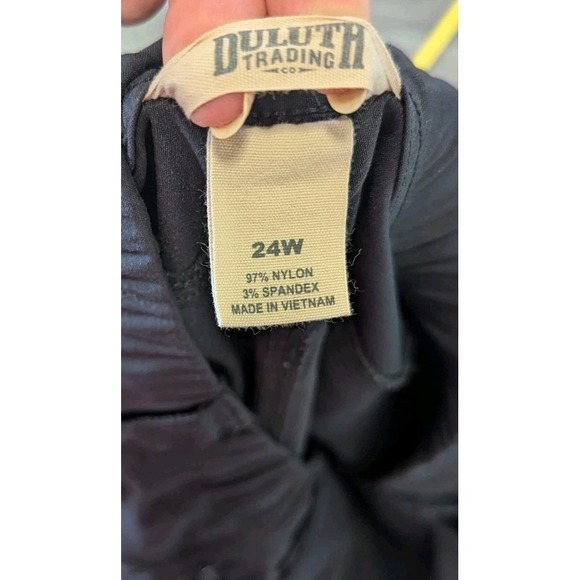 DULUTH
TRADING
CO
24W
97% NYLON
3% SPANDEX
MADE IN VIETNAM